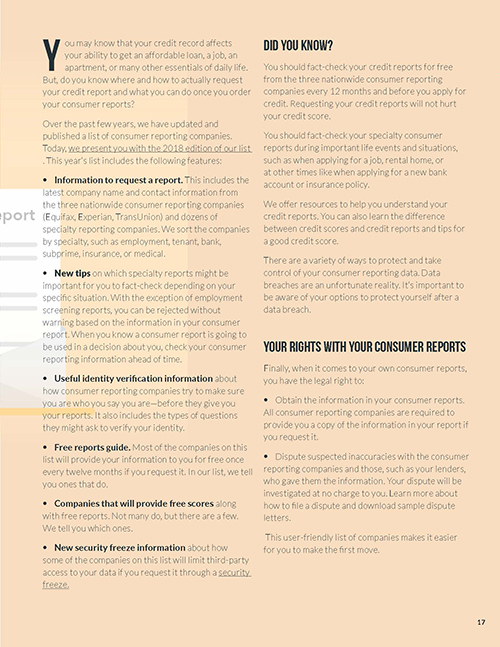 You may know that your credit record affects
your ability to get an affordable loan, a job, an
apartment, or many other essentials of daily life.
But, do you know where and how to actually request
your credit report and what you can do once you order
your consumer reports?
Over the past few years, we have updated and
published a list of consumer reporting companies.
Today, we present you with the 2018 edition of our list
. This year's list includes the following features:
• Information to request a report. This includes the
latest company name and contact information from
the three nationwide consumer reporting companies
(Equifax, Experian, TransUnion) and dozens of
specialty reporting companies. We sort the companies
by specialty, such as employment, tenant, bank,
subprime, insurance, or medical.
• New tips on which specialty reports might be
important for you to fact-check depending on your
specific situation. With the exception of employment
screening reports, you can be rejected without
warning based on the information in your consumer
report. When you know a consumer report is going to
be used in a decision about you, check your consumer
reporting information ahead of time.
• Useful identity verification information about
how consumer reporting companies try to make sure
you are who you say you are—before they give you
your reports. It also includes the types of questions
they might ask to verify your identity.
• Free reports guide. Most of the companies on this
list will provide your information to you for free once
every twelve months if you request it. In our list, we tell
you ones that do.
• Companies that will provide free scores along
with free reports. Not many do, but there are a few.
We tell you which ones.
• New security freeze information about how
some of the companies on this list will limit third-party
access to your data if you request it through a security
freeze.
eport
DID YOU KNOW?
You should fact-check your credit reports for free
from the three nationwide consumer reporting
companies every 12 months and before you apply for
credit. Requesting your credit reports will not hurt
your credit score.
You should fact-check your specialty consumer
reports during important life events and situations,
such as when applying for a job, rental home, or
at other times like when applying for a new bank
account or insurance policy.
We offer resources to help you understand your
credit reports. You can also learn the difference
between credit scores and credit reports and tips for
a good credit score.
There are a variety of ways to protect and take
control of your consumer reporting data. Data
breaches are an unfortunate reality. It's important to
be aware of your options to protect yourself after a
data breach.
YOUR RIGHTS WITH YOUR CONSUMER REPORTS
Finally, when it comes to your own consumer reports,
you have the legal right to:
• Obtain the information in your consumer reports.
All consumer reporting companies are required to
provide you a copy of the information in your report if
you request it.
• Dispute suspected inaccuracies with the consumer
reporting companies and those, such as your lenders,
who gave them the information. Your dispute will be
investigated at no charge to you. Learn more about
how to file a dispute and download sample dispute
letters.
This user-friendly list of companies makes it easier
for you to make the first move.
17